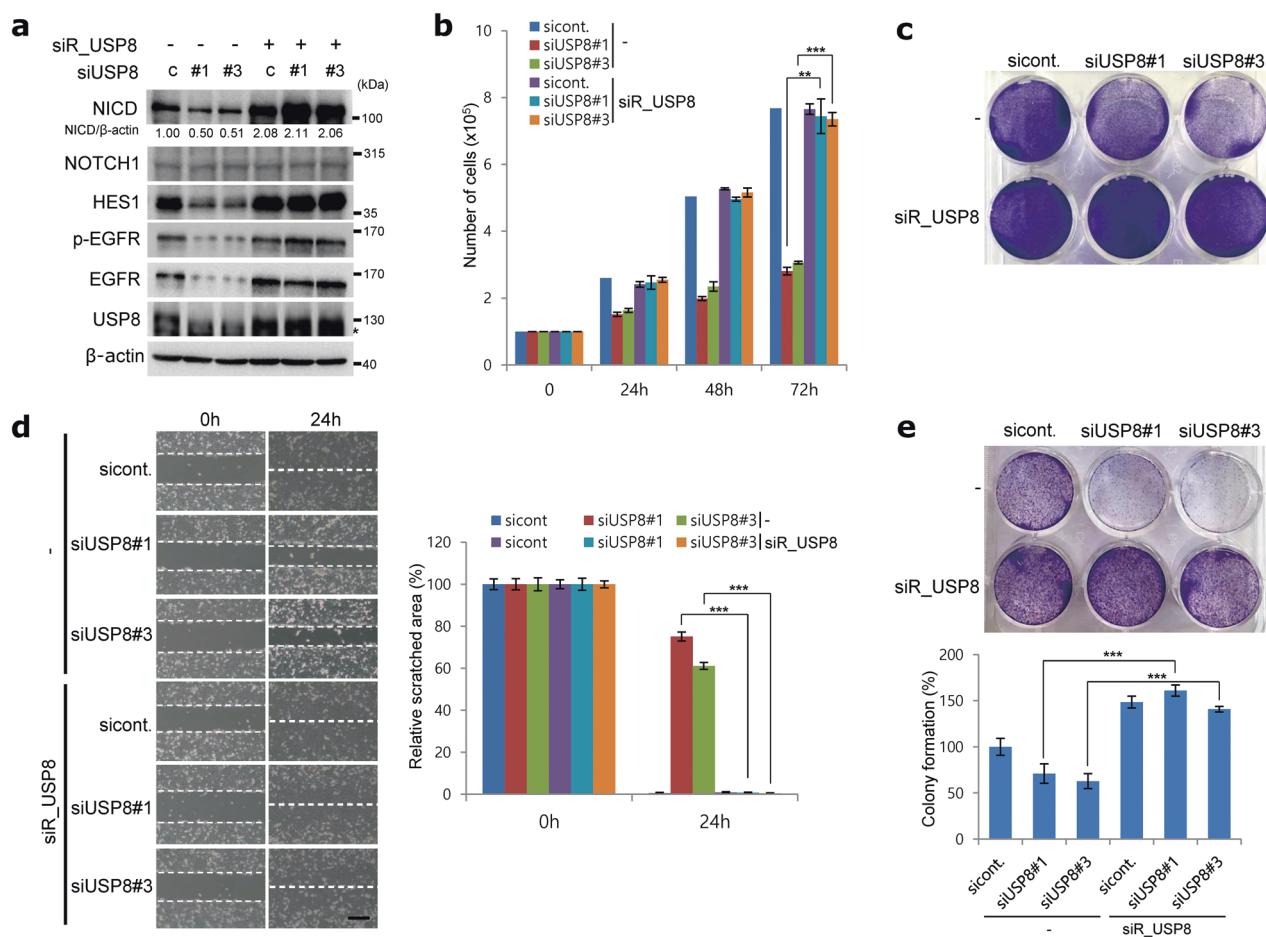 a
siR_USP8 - - - + + +
siUSP8 c #1 #3 c #1 #3
(kDa)
NICD
100
NICD/β-actin 1.00 0.50 0.51 2.08 2.11 2.06
NOTCH1
315
HES1
35
p-EGFR
170
EGFR
170
USP8
130
*
β-actin
40
b
sicont.
siUSP8#1
siUSP8#3
-
sicont.
siUSP8#1
siUSP8#3
siR_USP8
** ***
Number of cells (x10⁵)
10
8
6
4
2
0
0 24h 48h 72h
c
sicont. siUSP8#1 siUSP8#3
-
siR_USP8
d
0h 24h
-
sicont.
siUSP8#1
siUSP8#3
siR_USP8
sicont.
siUSP8#1
siUSP8#3
sicont siUSP8#1 siUSP8#3 -
sicont siUSP8#1 siUSP8#3 siR_USP8
Relative scratched area (%)
120
100
80
60
40
20
0
*** ***
0h 24h
e
sicont. siUSP8#1 siUSP8#3
-
siR_USP8
Colony formation (%)
200
150
100
50
0
***
***
sicont. siUSP8#1 siUSP8#3 sicont. siUSP8#1 siUSP8#3
- siR_USP8